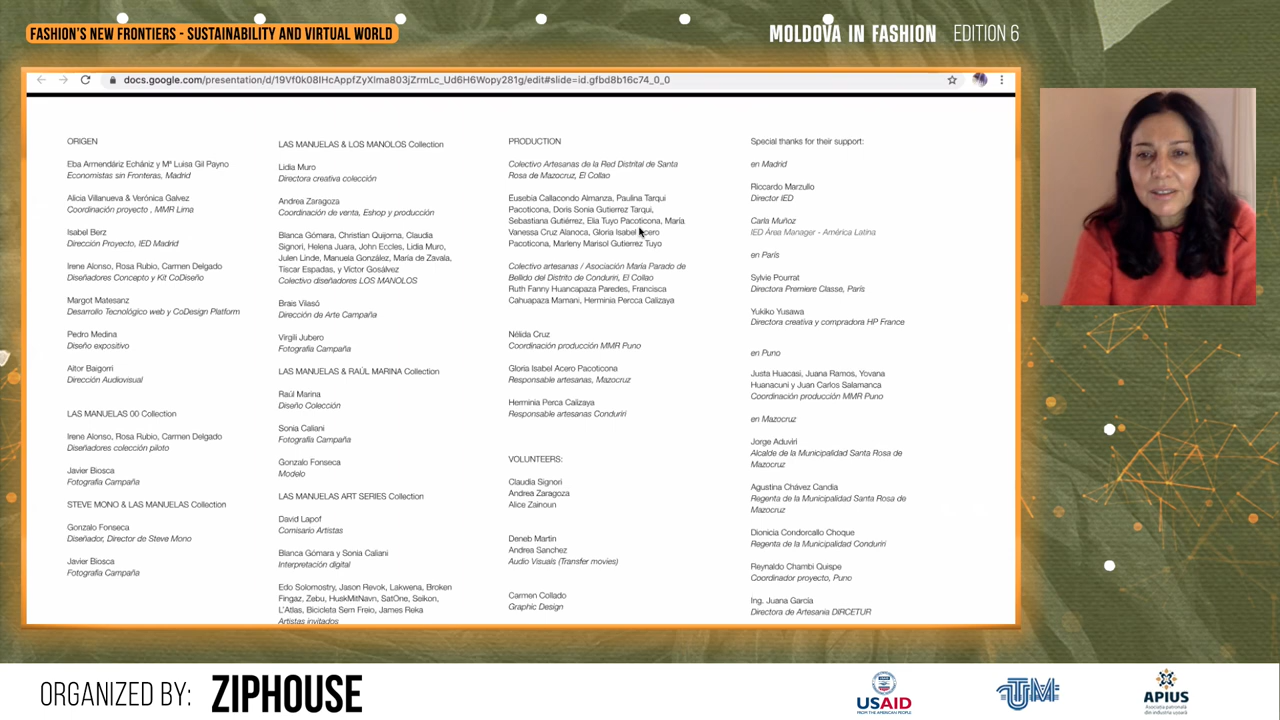 FASHION'S NEW FRONTIERS - SUSTAINABILITY AND VIRTUAL WORLD
MOLDOVA IN FASHION EDITION 6
docs.google.com/presentation/d/19Vf0k08IHcAppfZyXIma803jZrmLc_Ud6H6Wopy281g/edit#slide=id.gfbd8b16c74_0_0
ORIGEN
Eba Armendáriz Echániz y Mª Luisa Gil Payno
Economistas sin Fronteras, Madrid
Alicia Villanueva & Verónica Galvez
Coordinación proyecto , MMR Lima
Isabel Berz
Dirección Proyecto, IED Madrid
Irene Alonso, Rosa Rubio, Carmen Delgado
Diseñadores Concepto y Kit CoDiseño
Margot Matesanz
Desarrollo Tecnológico web y CoDesign Platform
Pedro Medina
Diseño expositivo
Aitor Baigorri
Dirección Audiovisual
LAS MANUELAS 00 Collection
Irene Alonso, Rosa Rubio, Carmen Delgado
Diseñadores colección piloto
Javier Biosca
Fotografía Campaña
STEVE MONO & LAS MANUELAS Collection
Gonzalo Fonseca
Diseñador, Director de Steve Mono
Javier Biosca
Fotografía Campaña
LAS MANUELAS & LOS MANOLOS Collection
Lidia Muro
Directora creativa colección
Andrea Zaragoza
Coordinación de venta, Eshop y producción
Blanca Gómara, Christian Quijorna, Claudia
Signori, Helena Juara, John Eccles, Lidia Muro,
Julen Linde, Manuela González, María de Zavala,
Tiscar Espadas, y Víctor Gosálvez
Colectivo diseñadores LOS MANOLOS
Brais Vilasó
Dirección de Arte Campaña
Virgili Jubero
Fotografía Campaña
LAS MANUELAS & RAÚL MARINA Collection
Raúl Marina
Diseño Colección
Sonia Caliani
Fotografía Campaña
Gonzalo Fonseca
Modelo
LAS MANUELAS ART SERIES Collection
David Lapof
Comisario Artistas
Blanca Gómara y Sonia Caliani
Interpretación digital
Edo Solomostry, Jason Revok, Lakwena, Broken
Fingaz, Zebu, HuskMitNavn, SatOne, Seikon,
L'Atlas, Bicicleta Sem Freio, James Reka
Artistas invitados
PRODUCTION
Colectivo Artesanas de la Red Distrital de Santa
Rosa de Mazocruz, El Collao
Eusebia Callacondo Almanza, Paulina Tarqui
Pacoticona, Doris Sonia Gutierrez Tarqui,
Sebastiana Gutiérrez, Elia Tuyo Pacoticona, María
Vanessa Cruz Alanoca, Gloria Isabel Acero
Pacoticona, Marleny Marisol Gutierrez Tuyo
Colectivo artesanas / Asociación María Parado de
Bellido del Distrito de Conduriri, El Collao
Ruth Fanny Huancapaza Paredes, Francisca
Cahuapaza Mamani, Herminia Percca Calizaya
Nélida Cruz
Coordinación producción MMR Puno
Gloria Isabel Acero Pacoticona
Responsable artesanas, Mazocruz
Herminia Perca Calizaya
Responsable artesanas Conduriri
VOLUNTEERS:
Claudia Signori
Andrea Zaragoza
Alice Zainoun
Deneb Martin
Andrea Sanchez
Audio Visuals (Transfer movies)
Carmen Collado
Graphic Design
Special thanks for their support:
en Madrid
Riccardo Marzullo
Director IED
Carla Muñoz
IED Área Manager - América Latina
en París
Sylvie Pourrat
Directora Premiere Classe, París
Yukiko Yusawa
Directora creativa y compradora HP France
en Puno
Justa Huacasi, Juana Ramos, Yovana
Huanacuni y Juan Carlos Salamanca
Coordinación producción MMR Puno
en Mazocruz
Jorge Aduviri
Alcalde de la Municipalidad Santa Rosa de
Mazocruz
Agustina Chávez Candia
Regenta de la Municipalidad Santa Rosa de
Mazocruz
Dionicia Condorcallo Choque
Regenta de la Municipalidad Conduriri
Reynaldo Chambi Quispe
Coordinador proyecto, Puno
Ing. Juana García
Directora de Artesania DIRCETUR
ORGANIZED BY: ZIPHOUSE
USAID
FROM THE AMERICAN PEOPLE
UTM
APIUS
Asociația patronală
din industria ușoară